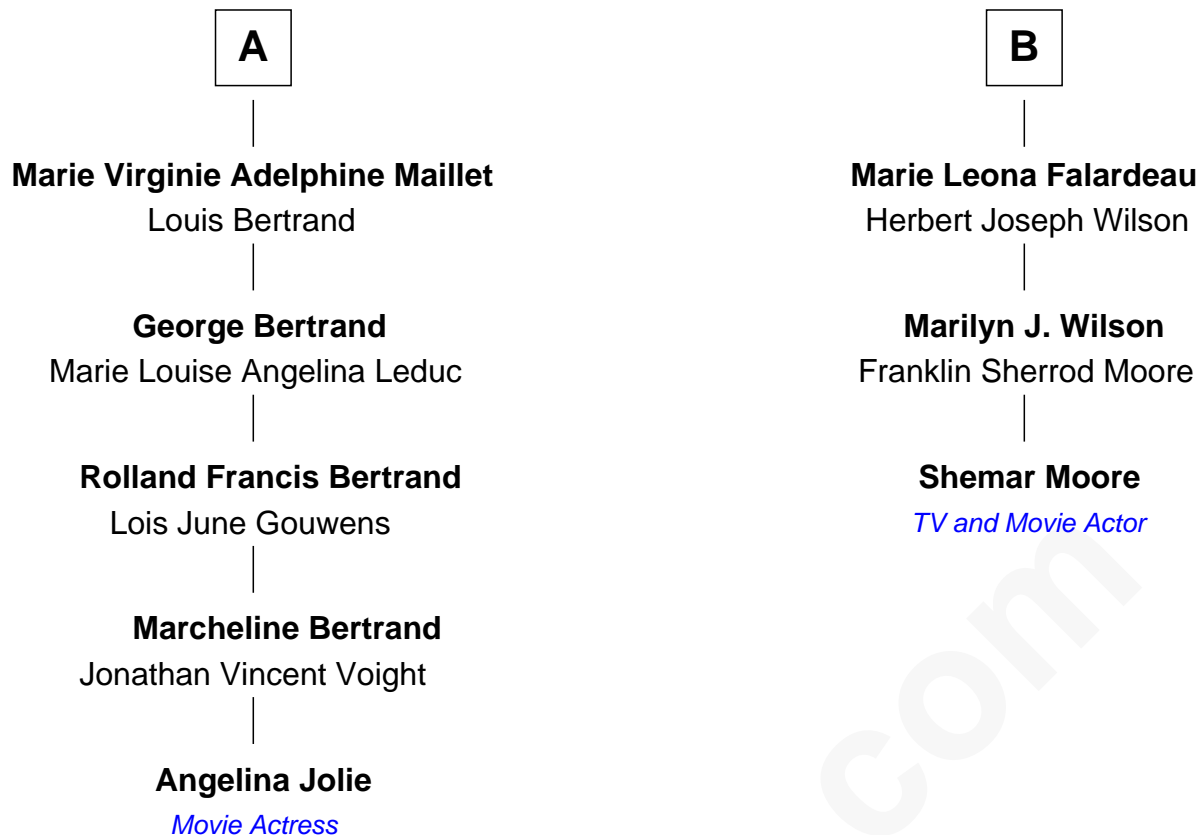 A
Marie Virginie Adelphine Maillet
Louis Bertrand
George Bertrand
Marie Louise Angelina Leduc
Rolland Francis Bertrand
Lois June Gouwens
Marcheline Bertrand
Jonathan Vincent Voight
Angelina Jolie
Movie Actress
B
Marie Leona Falardeau
Herbert Joseph Wilson
Marilyn J. Wilson
Franklin Sherrod Moore
Shemar Moore
TV and Movie Actor
com